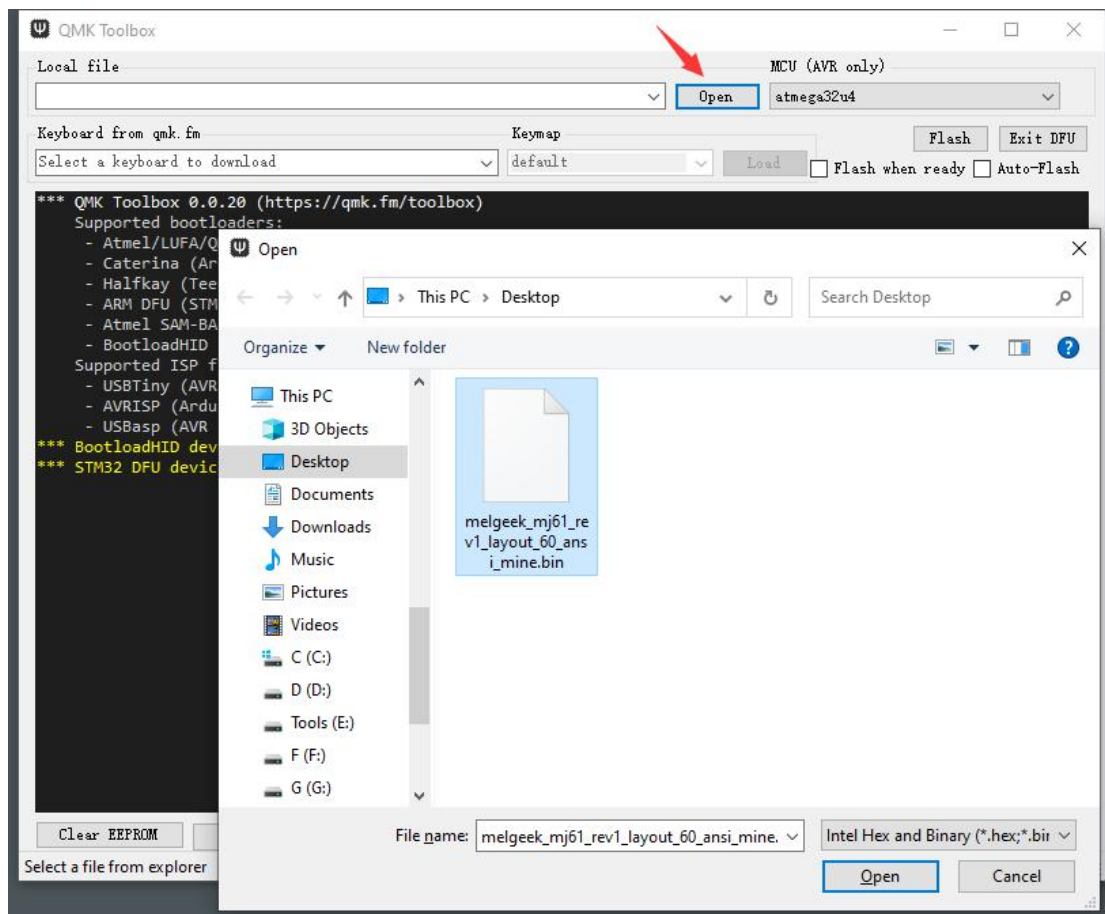 QMK Toolbox
Local file
MCU (AVR only)
Open
atmega32u4
Keyboard from qmk.fm
Keymap
Flash
Exit DFU
Select a keyboard to download
default
Load
Flash when ready
Auto-Flash
*** QMK Toolbox 0.0.20 (https://qmk.fm/toolbox)
Supported bootloaders:
- Atmel/LUFA/Q
- Caterina (Ar
- Halfkay (Tee
- ARM DFU (STM
- Atmel SAM-BA
- BootloadHID
Supported ISP f
- USBTiny (AVR
- AVRISP (Ardu
- USBasp (AVR
*** BootloadHID dev
*** STM32 DFU devic
Clear EEPROM
Select a file from explorer
Open
This PC > Desktop
Search Desktop
Organize
New folder
This PC
3D Objects
Desktop
Documents
Downloads
Music
Pictures
Videos
C (C:)
D (D:)
Tools (E:)
F (F:)
G (G:)
melgeek_mj61_re
v1_layout_60_ans
i_mine.bin
File name:
melgeek_mj61_rev1_layout_60_ansi_mine.
Intel Hex and Binary (*.hex;*.bir
Open
Cancel